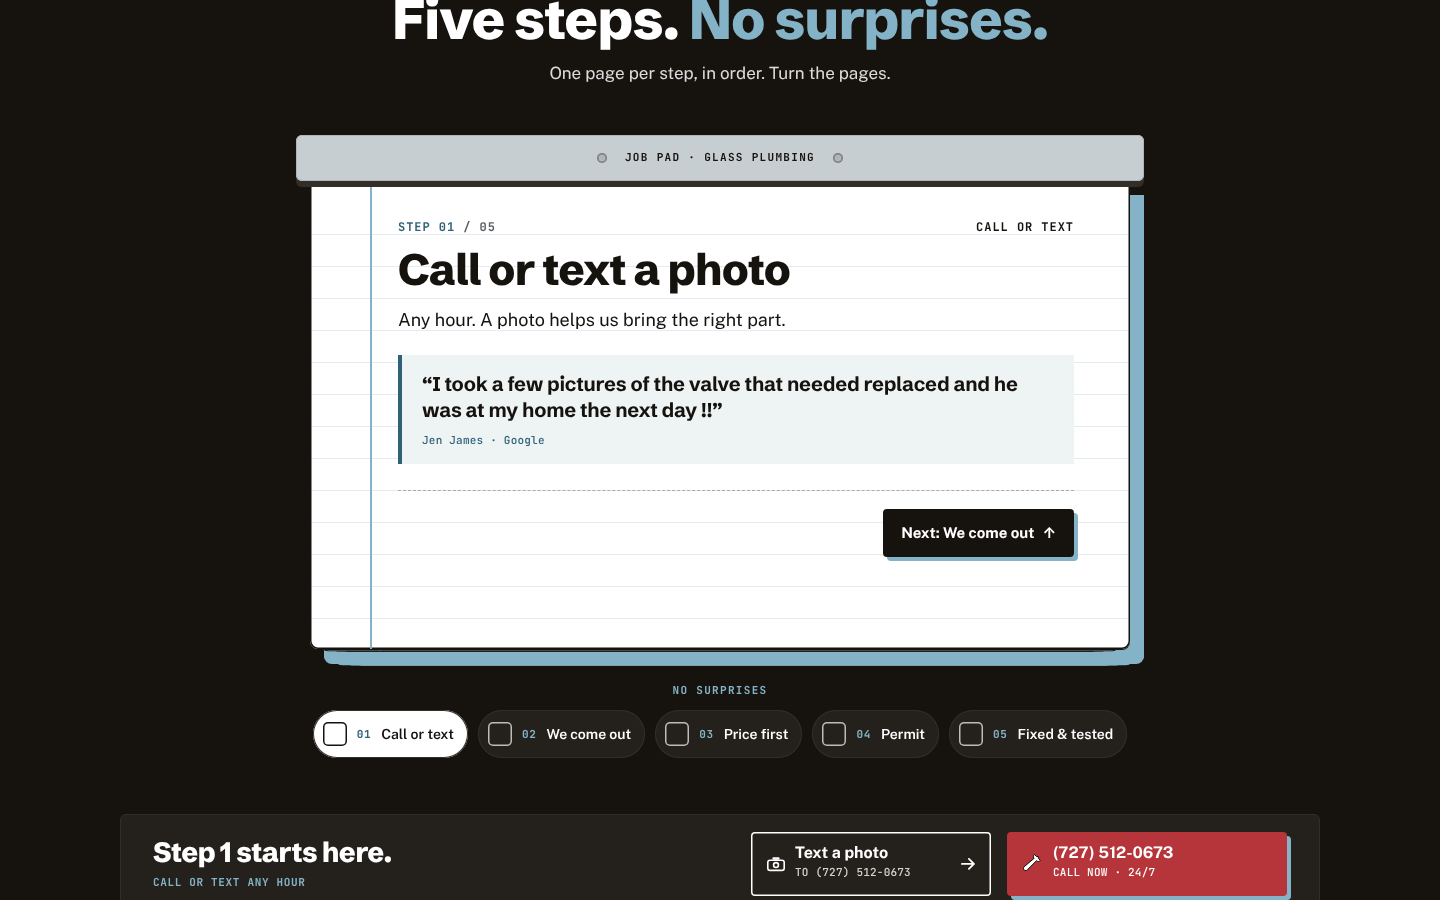 Five steps. No surprises.
One page per step, in order. Turn the pages.
JOB PAD · GLASS PLUMBING
STEP 01 / 05
CALL OR TEXT
Call or text a photo
Any hour. A photo helps us bring the right part.
“I took a few pictures of the valve that needed replaced and he
was at my home the next day !!”
Jen James · Google
Next: We come out ↑
NO SURPRISES
01 Call or text
02 We come out
03 Price first
04 Permit
05 Fixed & tested
Step 1 starts here.
CALL OR TEXT ANY HOUR
Text a photo
TO (727) 512-0673
→
(727) 512-0673
CALL NOW · 24/7